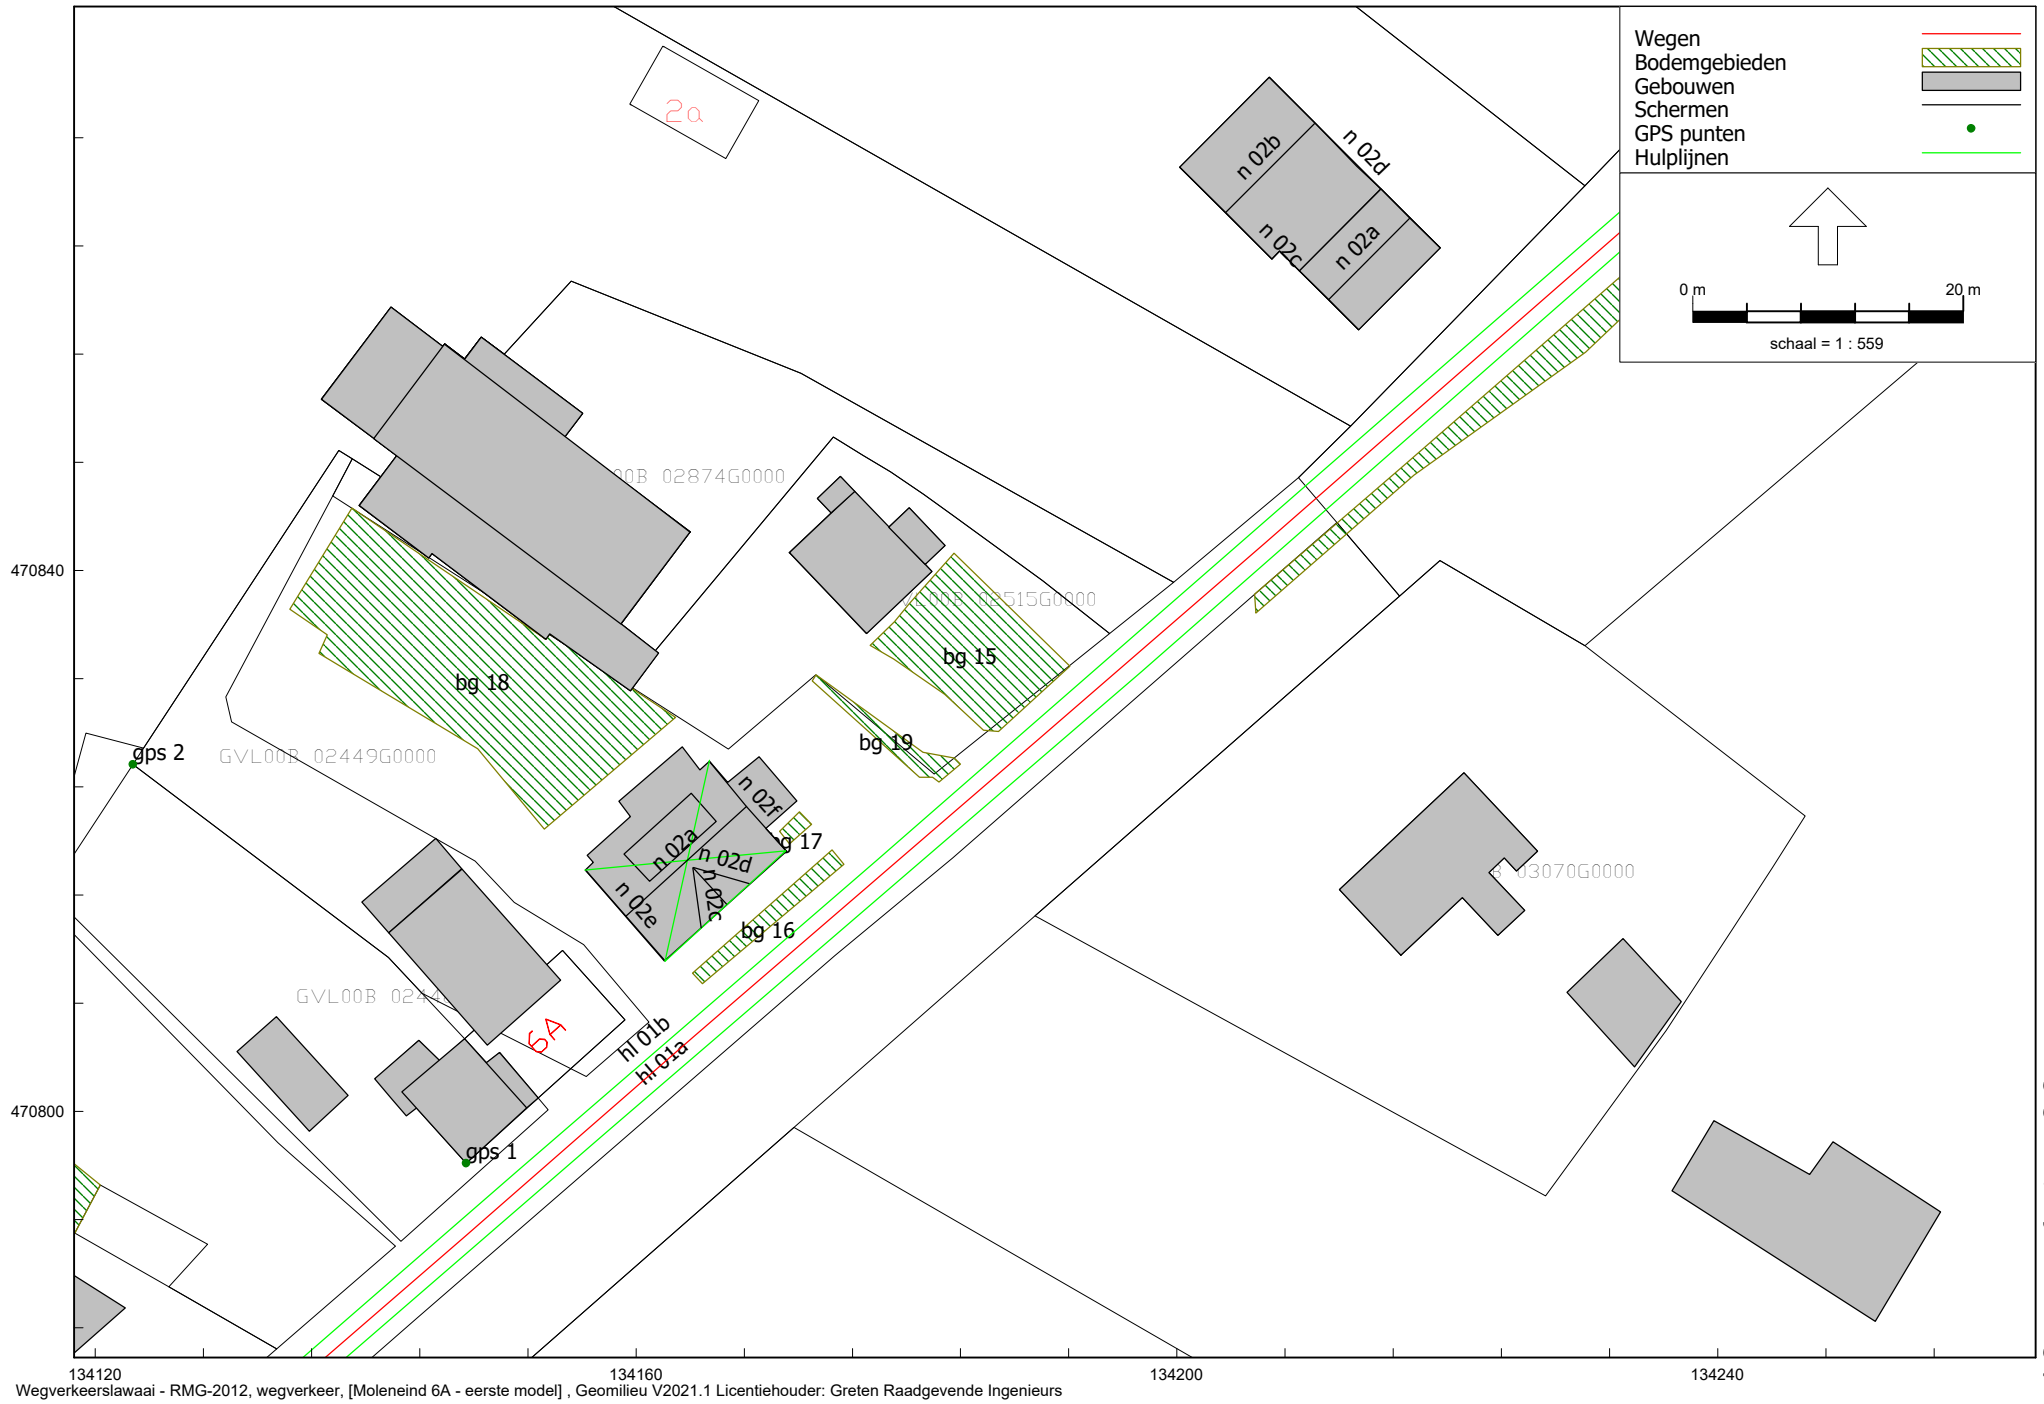 Wegen
Bodemgebieden
Gebouwen
Schermen
GPS punten
Hulplijnen
0 m 20 m
schaal = 1 : 559
2a
n 02b
n 02d
n 02c
n 02a
02874G0000
02515G0000
bg 15
bg 18
bg 19
gps 2
GVL00B 02449G0000
n 02f
n 02a
17
n 02d
n 02e
n 02c
bg 16
03070G0000
GVL00B
6A
hl 01b
hl 01a
gps 1
470840
470800
134120 134160 134200 134240
Wegverkeerslawaai - RMG-2012, wegverkeer, [Moleneind 6A - eerste model] , Geomilieu V2021.1 Licentiehouder: Greten Raadgevende Ingenieurs